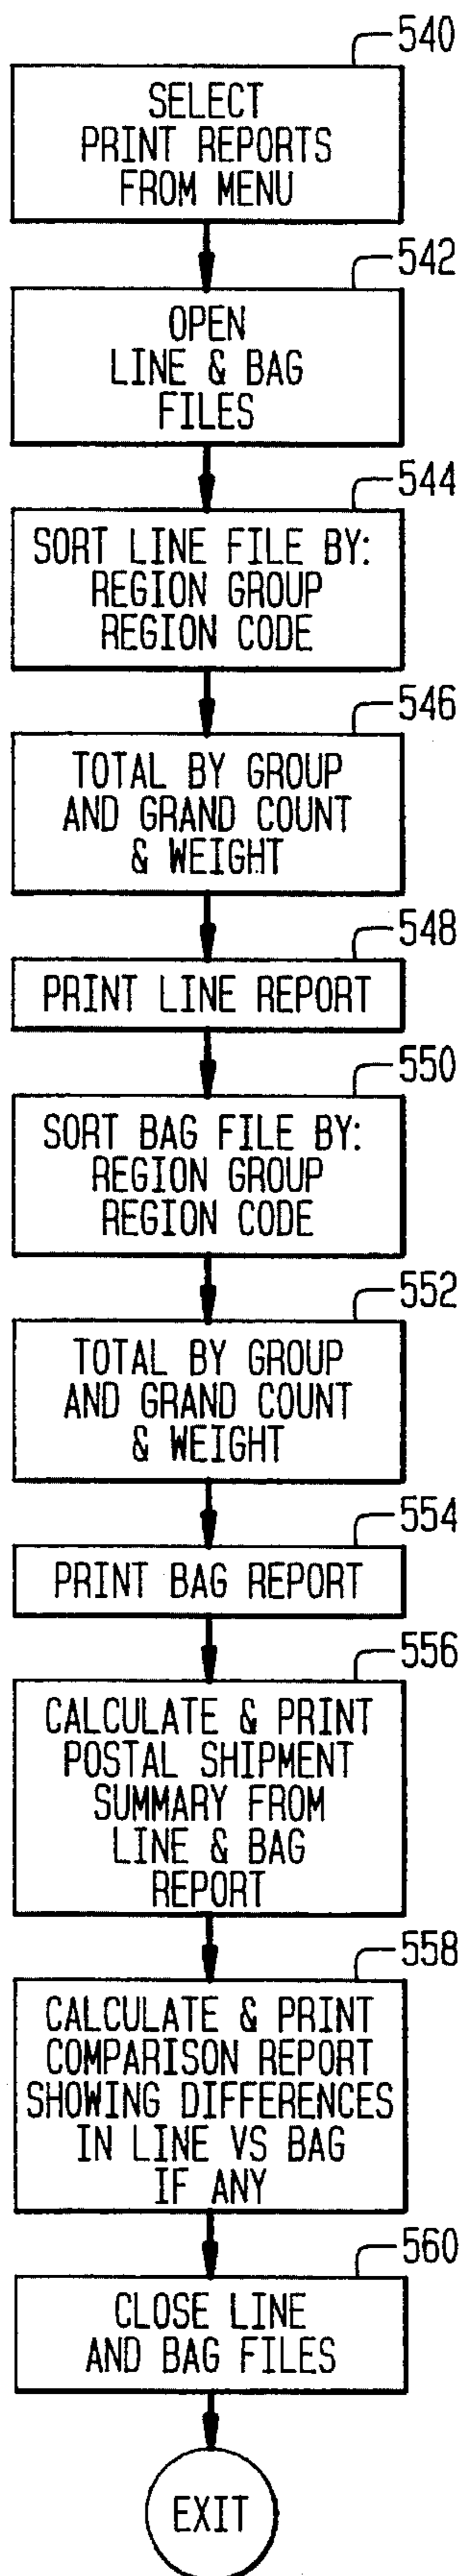 540
SELECT
PRINT REPORTS
FROM MENU
542
OPEN
LINE & BAG
FILES
544
SORT LINE FILE BY:
REGION GROUP
REGION CODE
546
TOTAL BY GROUP
AND GRAND COUNT
& WEIGHT
548
PRINT LINE REPORT
550
SORT BAG FILE BY:
REGION GROUP
REGION CODE
552
TOTAL BY GROUP
AND GRAND COUNT
& WEIGHT
554
PRINT BAG REPORT
556
CALCULATE & PRINT
POSTAL SHIPMENT
SUMMARY FROM
LINE & BAG
REPORT
558
CALCULATE & PRINT
COMPARISON REPORT
SHOWING DIFFERENCES
IN LINE VS BAG
IF ANY
560
CLOSE LINE
AND BAG FILES
EXIT